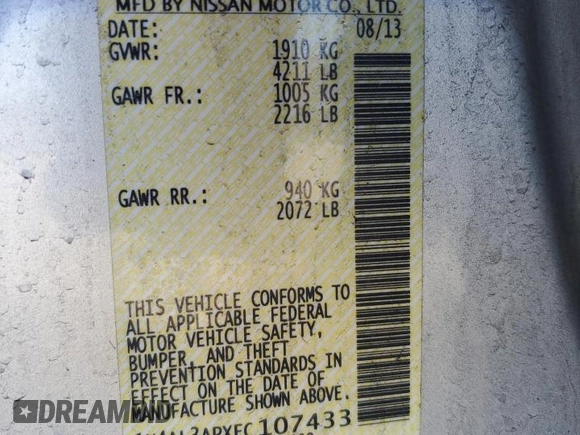 MFD BY NISSAN MOTOR CO., LTD.
DATE: 08/13
GVWR: 1910 KG
4211 LB
GAWR FR.: 1005 KG
2216 LB
GAWR RR.: 940 KG
2072 LB
THIS VEHICLE CONFORMS TO
ALL APPLICABLE FEDERAL
MOTOR VEHICLE SAFETY,
BUMPER, AND THEFT
PREVENTION STANDARDS IN
EFFECT ON THE DATE OF
MANUFACTURE SHOWN ABOVE.
1N4AL3APXEC107433
DREAM